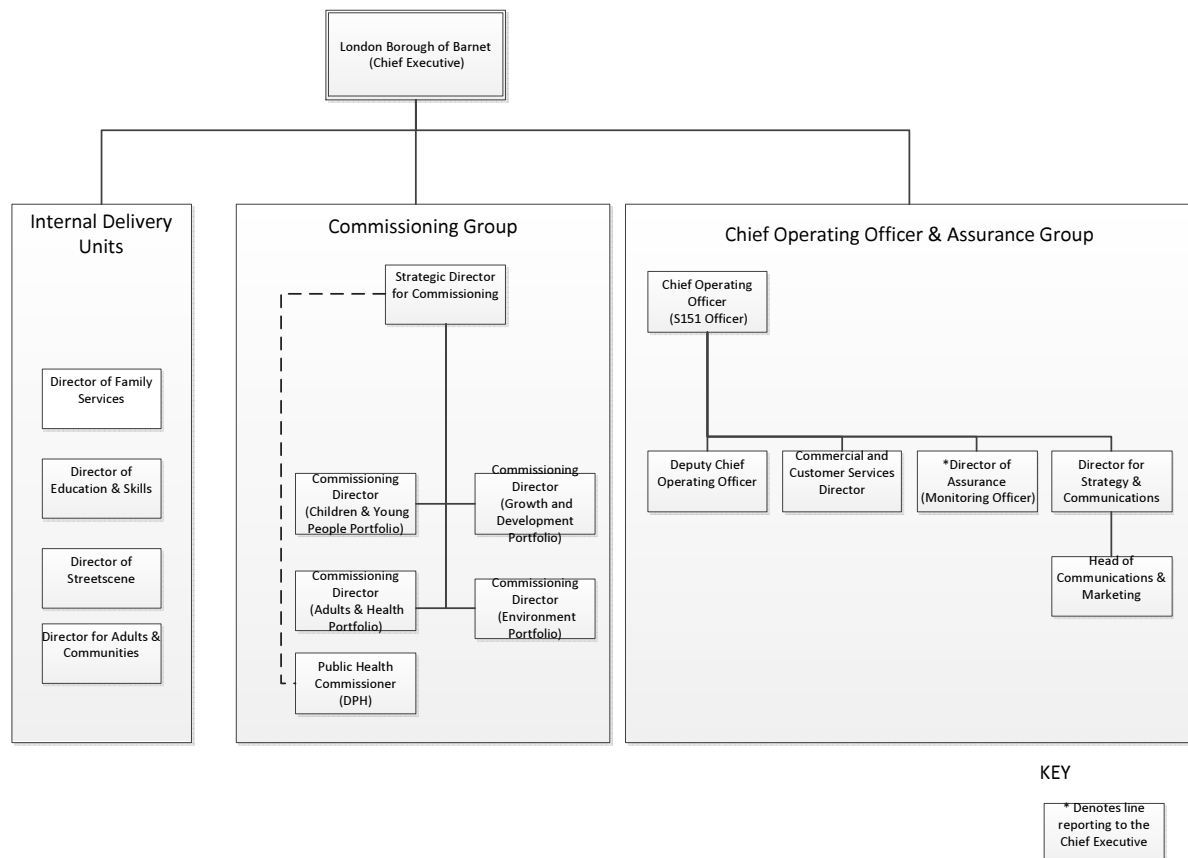 London Borough of Barnet
(Chief Executive)
Internal Delivery
Units
Director of Family
Services
Director of
Education & Skills
Director of
Streetscene
Director for Adults &
Communities
Commissioning Group
Strategic Director
for Commissioning
Commissioning
Director
(Children & Young
People Portfolio)
Commissioning
Director
(Growth and
Development
Portfolio)
Commissioning
Director
(Adults & Health
Portfolio)
Commissioning
Director
(Environment
Portfolio)
Public Health
Commissioner
(DPH)
Chief Operating Officer & Assurance Group
Chief Operating
Officer
(S151 Officer)
Deputy Chief
Operating Officer
Commercial and
Customer Services
Director
*Director of
Assurance
(Monitoring Officer)
Director for
Strategy &
Communications
Head of
Communications &
Marketing
KEY
* Denotes line
reporting to the
Chief Executive